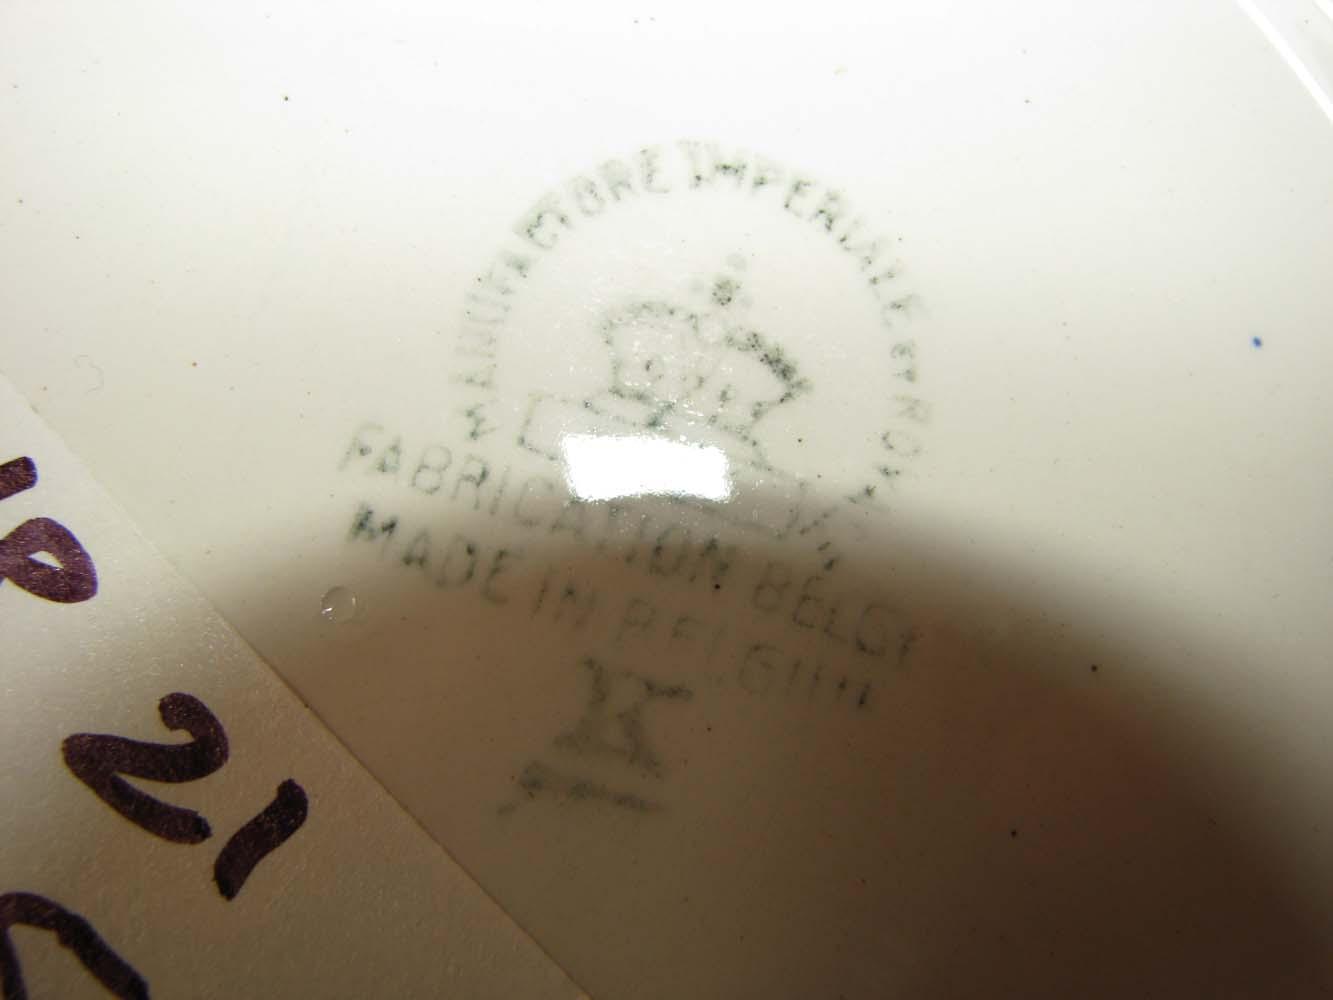 MANUFACTURE IMPERIALE ET ROYALE
FABRICATION BELGE
MADE IN BELGIUM